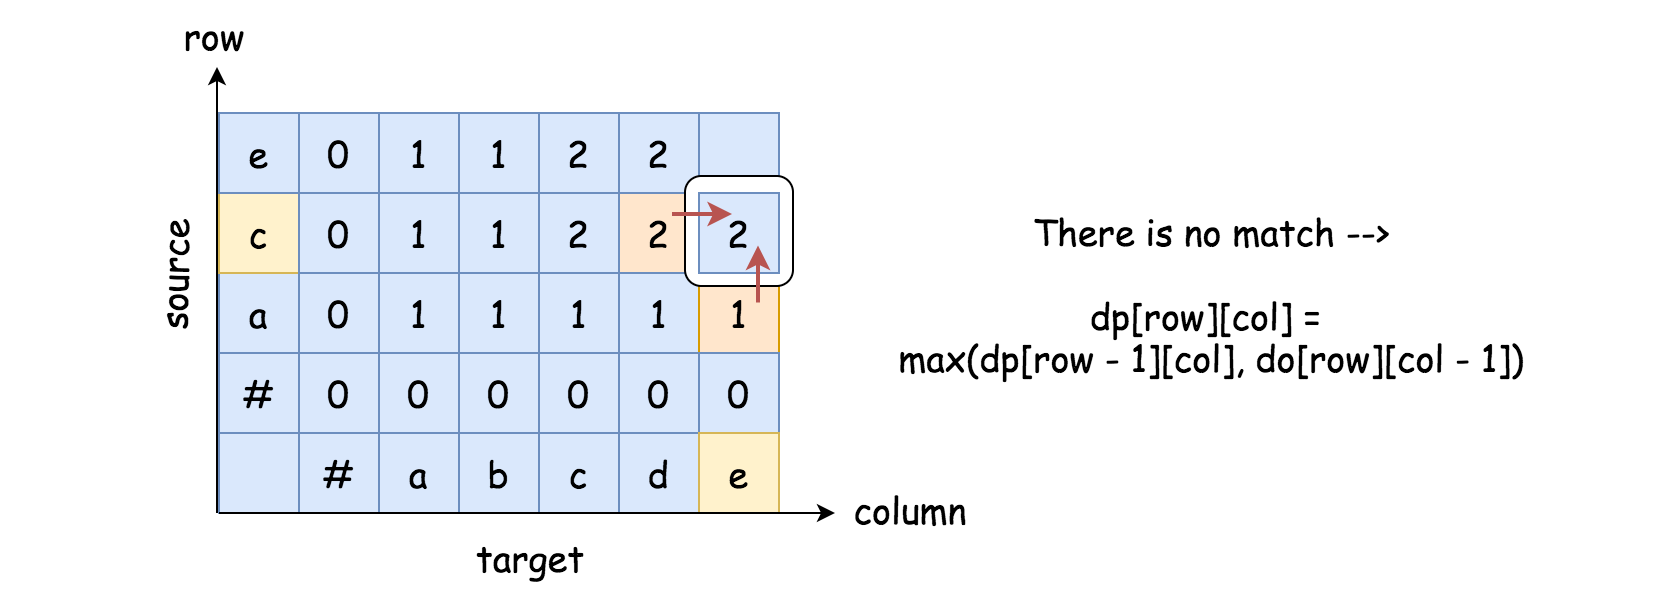 row
e 0 1 1 2 2
c 0 1 1 2 2 2
a 0 1 1 1 1 1
# 0 0 0 0 0 0
# a b c d e
source
column
target
There is no match -->
dp[row][col] =
max(dp[row - 1][col], do[row][col - 1])